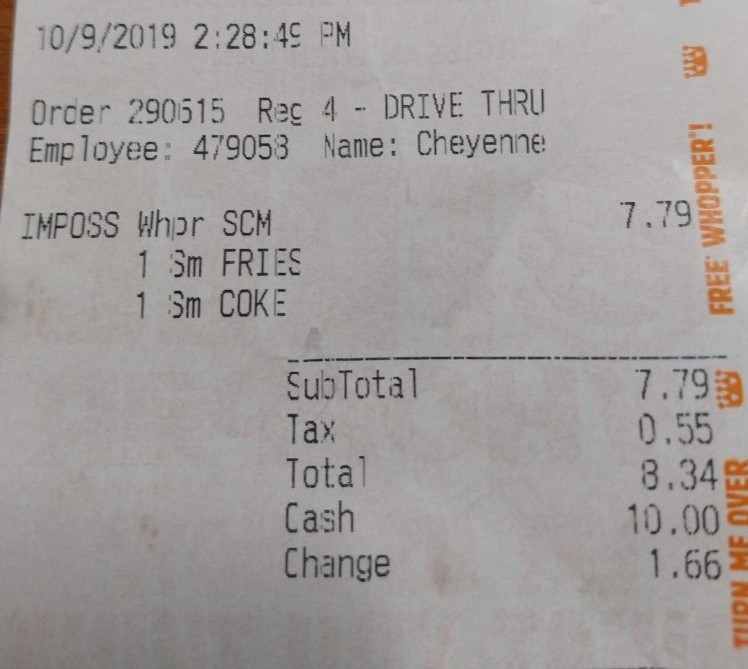 10/9/2019 2:28:49 PM
Order 290515 Reg 4 - DRIVE THRU
Employee: 479058 Name: Cheyenne
IMPOSS Whpr SCM 7.79
1 Sm FRIES
1 Sm COKE
SubTotal 7.79
Tax 0.55
Total 8.34
Cash 10.00
Change 1.66
FREE WHOPPER!
TURN ME OVER